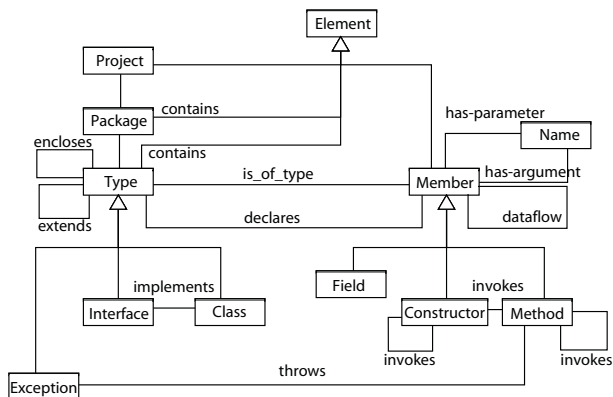 Element
Project
contains
Package
has-parameter
Name
encloses
contains
has-argument
Type
is_of_type
Member
extends
declares
dataflow
Field
implements
invokes
Interface
Class
Constructor
Method
invokes
invokes
throws
Exception